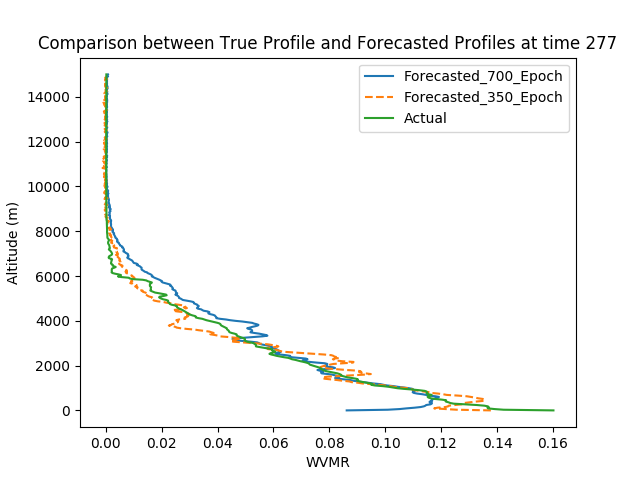 Comparison between True Profile and Forecasted Profiles at time 277
Forecasted_700_Epoch
Forecasted_350_Epoch
Actual
Altitude (m)
14000
12000
10000
8000
6000
4000
2000
0
0.00 0.02 0.04 0.06 0.08 0.10 0.12 0.14 0.16
WVMR